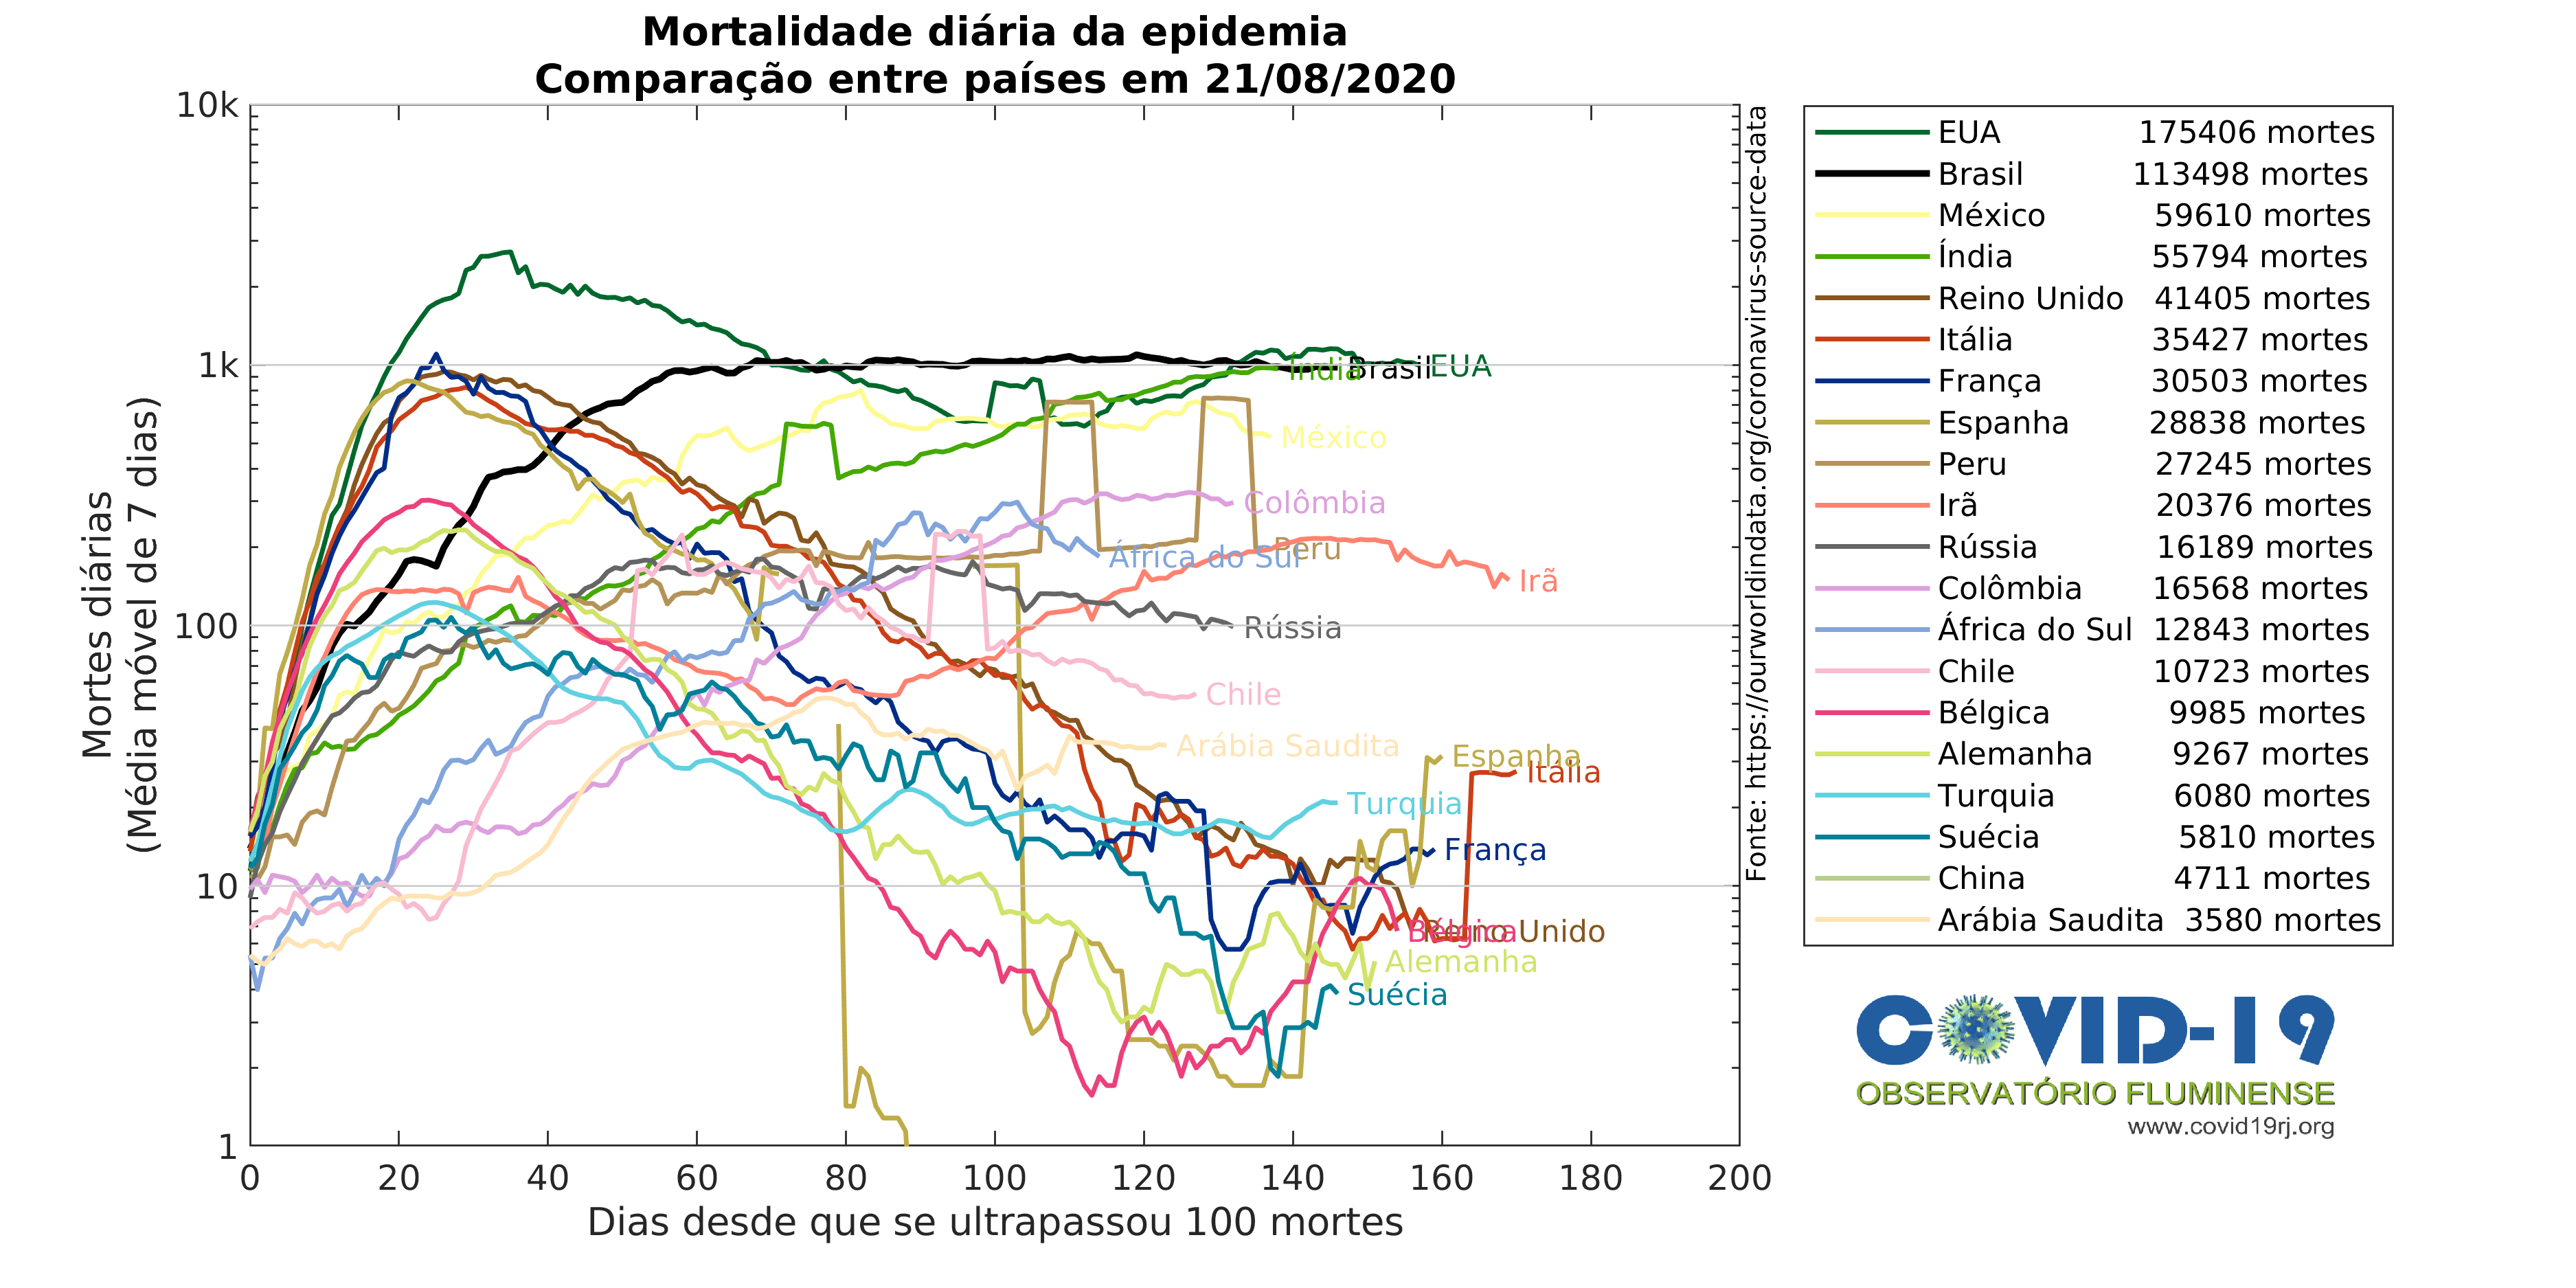 Mortalidade diária da epidemia
Comparação entre países em 21/08/2020
Mortes diárias
(Média móvel de 7 dias)
10k
1k
100
10
1
0 20 40 60 80 100 120 140 160 180 200
Dias desde que se ultrapassou 100 mortes
Índia
Brasil
EUA
México
Colômbia
África do Sul
Peru
Irã
Rússia
Chile
Arábia Saudita
Espanha
Itália
Turquia
França
Bélgica
Reino Unido
Alemanha
Suécia
Fonte: https://ourworldindata.org/coronavirus-source-data
EUA 175406 mortes
Brasil 113498 mortes
México 59610 mortes
Índia 55794 mortes
Reino Unido 41405 mortes
Itália 35427 mortes
França 30503 mortes
Espanha 28838 mortes
Peru 27245 mortes
Irã 20376 mortes
Rússia 16189 mortes
Colômbia 16568 mortes
África do Sul 12843 mortes
Chile 10723 mortes
Bélgica 9985 mortes
Alemanha 9267 mortes
Turquia 6080 mortes
Suécia 5810 mortes
China 4711 mortes
Arábia Saudita 3580 mortes
COVID-19
OBSERVATÓRIO FLUMINENSE
www.covid19rj.org